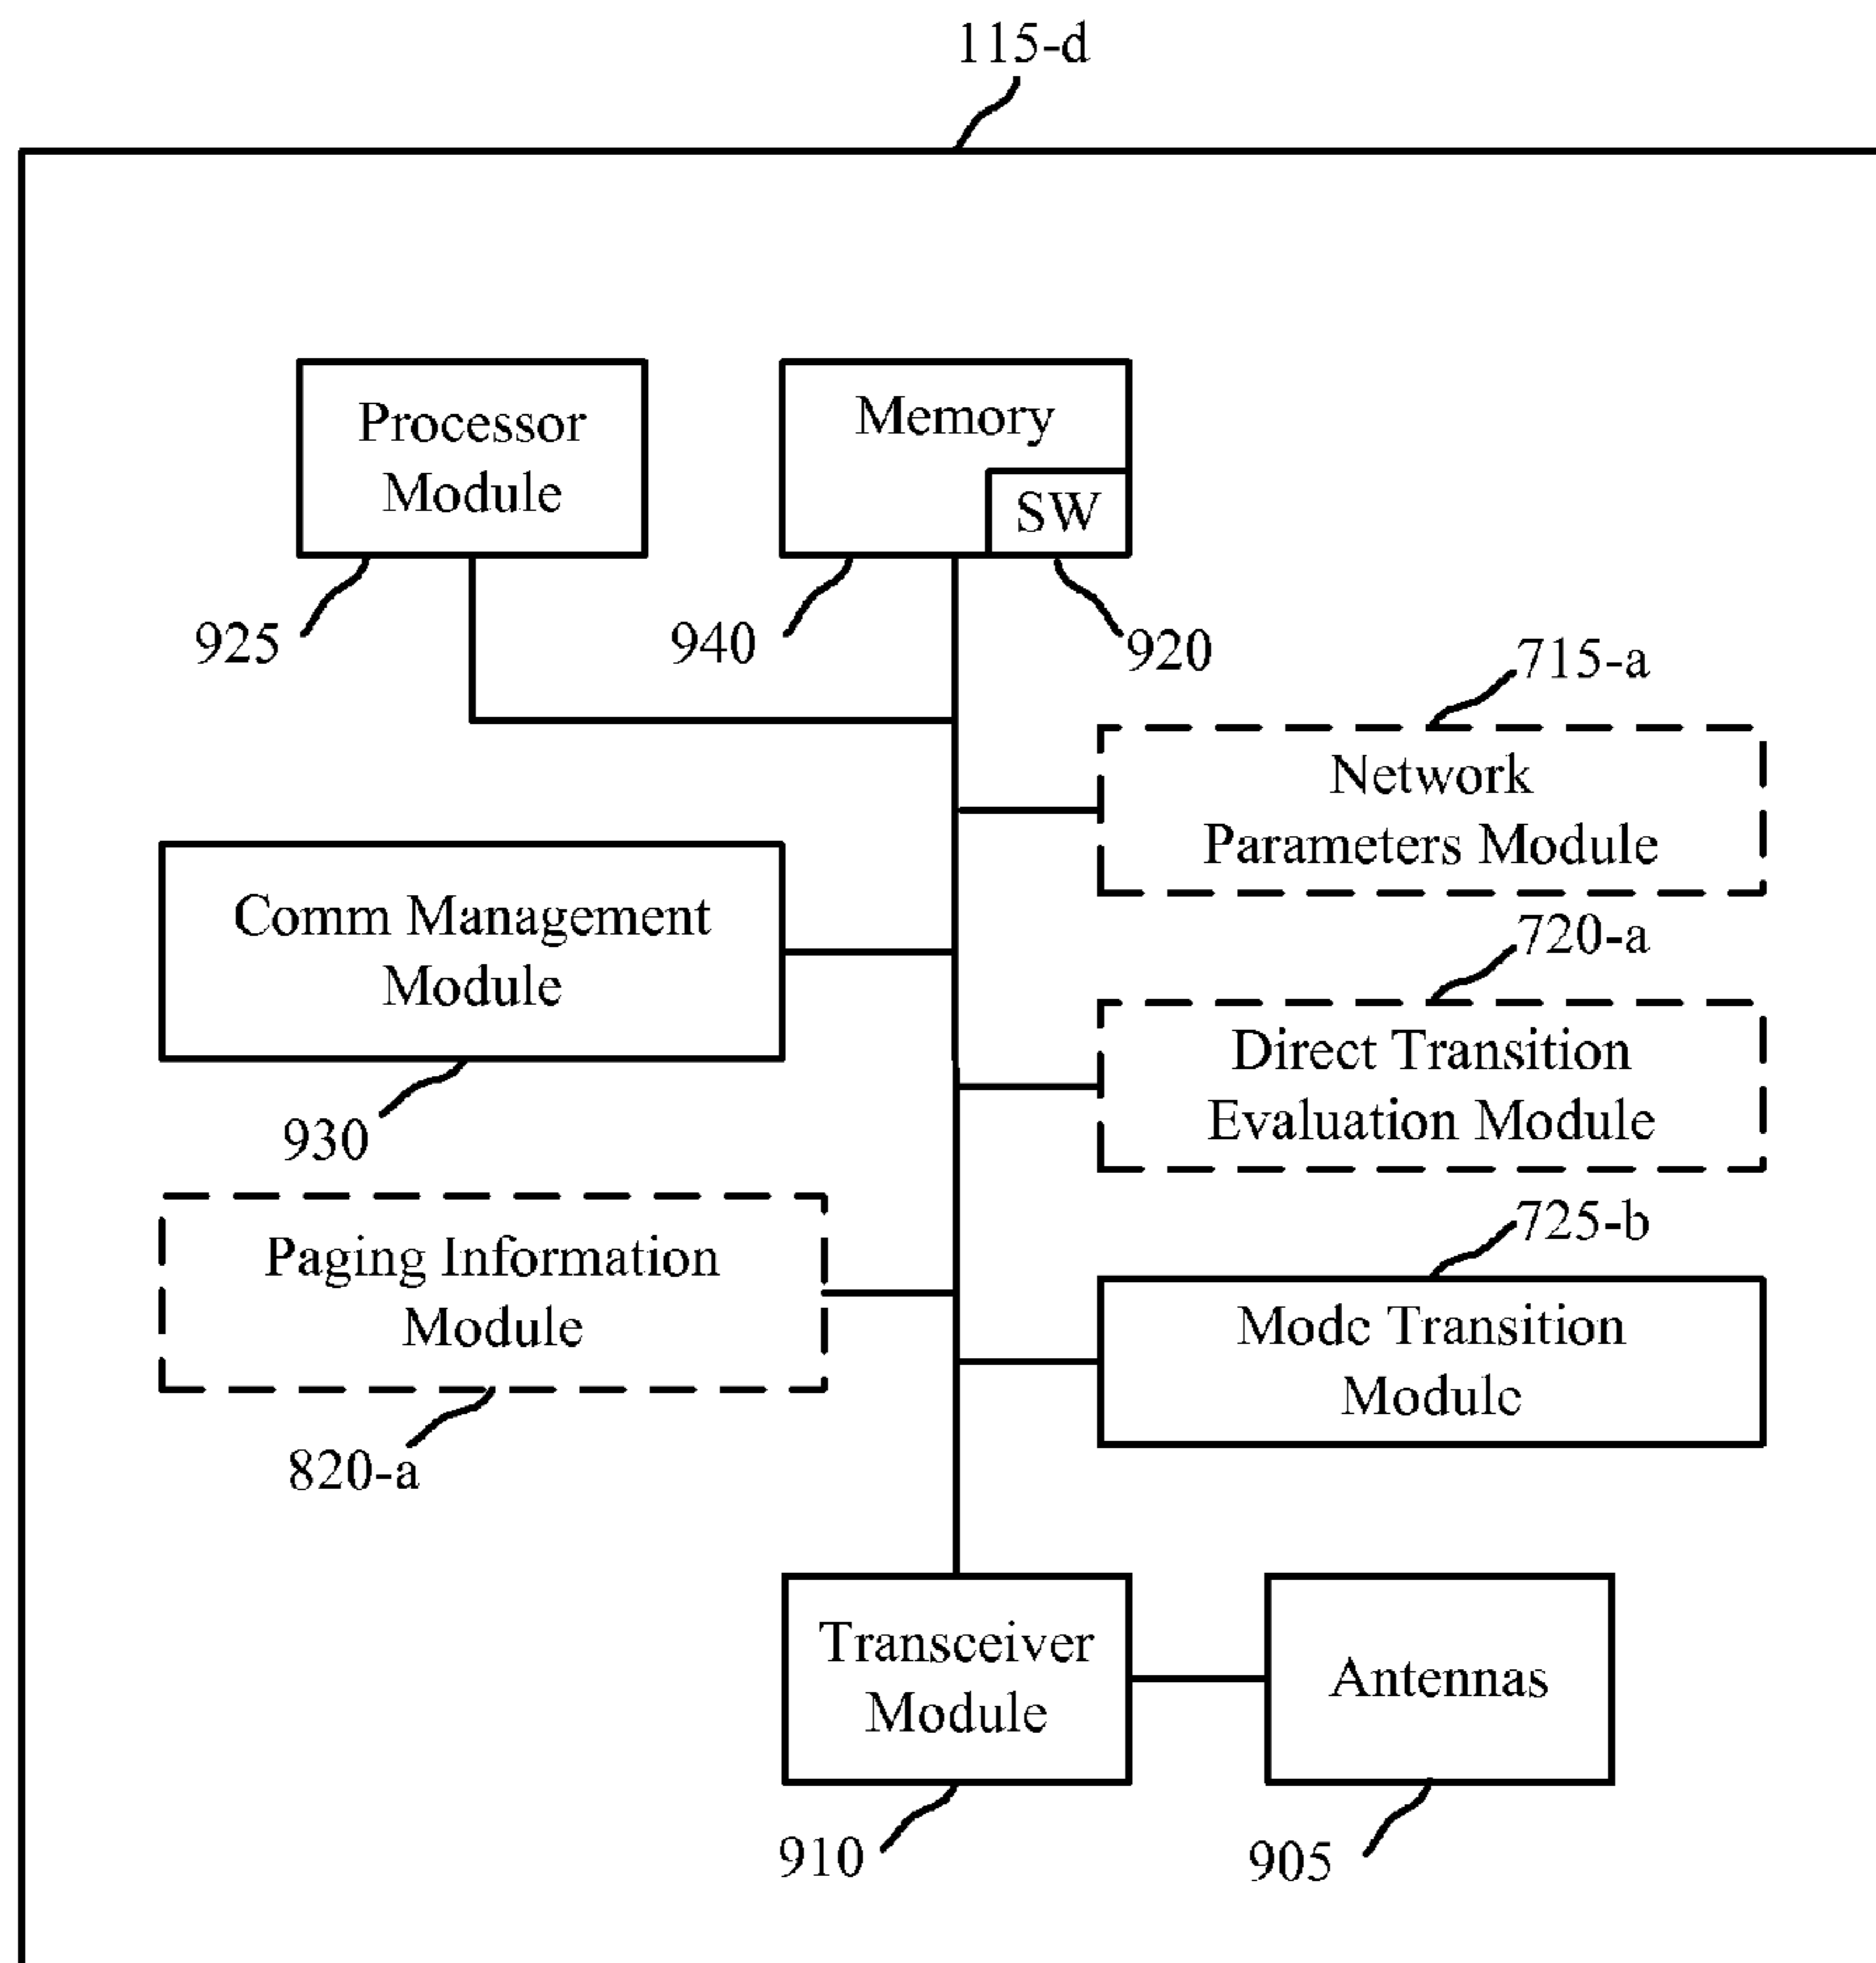 115-d
Processor
Module
Memory
SW
925
940
920
715-a
Network
Parameters Module
Comm Management
Module
930
720-a
Direct Transition
Evaluation Module
Paging Information
Module
820-a
725-b
Mode Transition
Module
Transceiver
Module
910
Antennas
905